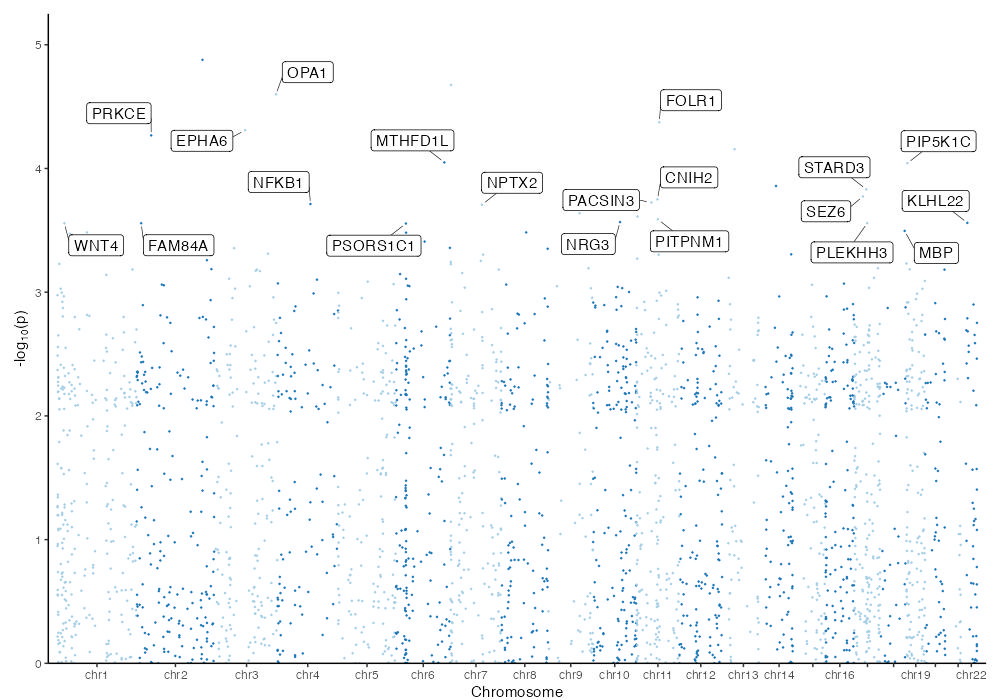 5
OPA1
FOLR1
PRKCE
EPHA6
MTHFD1L
PIP5K1C
4
STARD3
NFKB1
NPTX2
CNIH2
PACSIN3
KLHL22
SEZ6
WNT4
FAM84A
PSORS1C1
NRG3
PITPNM1
PLEKHH3
MBP
3
-log10(p)
2
1
0
chr1 chr2 chr3 chr4 chr5 chr6 chr7 chr8 chr9 chr10 chr11 chr12 chr13 chr14 chr16 chr19 chr22
Chromosome